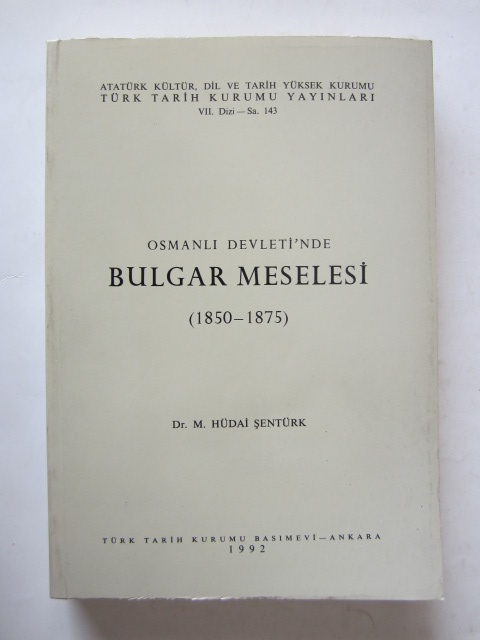 ATATÜRK KÜLTÜR, DİL VE TARİH YÜKSEK KURUMU
TÜRK TARİH KURUMU YAYINLARI
VII. Dizi — Sa. 143
OSMANLI DEVLETİ'NDE
BULGAR MESELESİ
(1850–1875)
Dr. M. HÜDAİ ŞENTÜRK
TÜRK TARİH KURUMU BASIMEVİ — ANKARA
1992